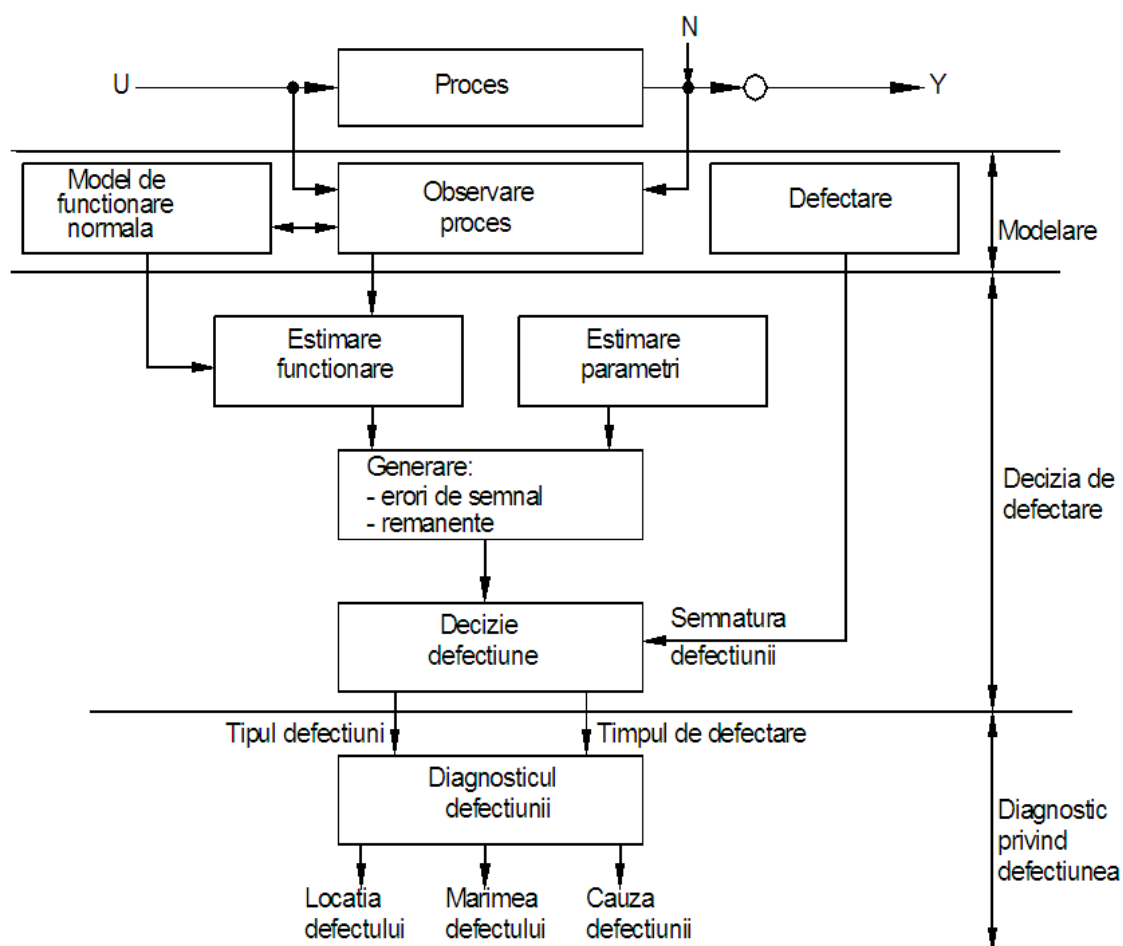 N
U
Proces
Y
Model de
functionare
normala
Observare
proces
Defectare
Modelare
Estimare
functionare
Estimare
parametri
Generare:
- erori de semnal
- remanente
Decizia de
defectare
Decizie
defectiune
Semnatura
defectiunii
Tipul defectiuni
Timpul de defectare
Diagnosticul
defectiunii
Diagnostic
privind
defectiunea
Locatia
defectului
Marimea
defectului
Cauza
defectiunii